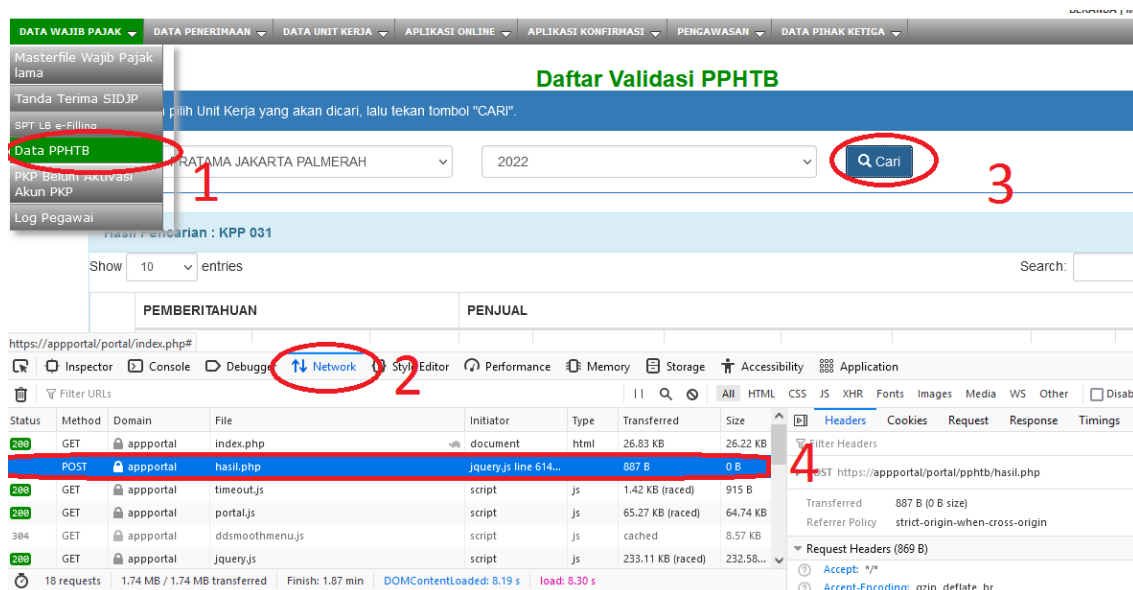 BERANDA | M
DATA WAJIB PAJAK DATA PENERIMAAN DATA UNIT KERJA APLIKASI ONLINE APLIKASI KONFIRMASI PENGAWASAN DATA PIHAK KETIGA
Masterfile Wajib Pajak
lama
Tanda Terima SIDJP
SPT LB e-Filling
Data PPHTB
PKP Belum Aktivasi
Akun PKP
Log Pegawai
Daftar Validasi PPHTB
pilih Unit Kerja yang akan dicari, lalu tekan tombol "CARI".
PRATAMA JAKARTA PALMERAH 2022 Cari
1 3
Hasil Pencarian : KPP 031
Show 10 entries Search:
PEMBERITAHUAN PENJUAL
https://appportal/portal/index.php#
Inspector Console Debugger Network 2 Style Editor Performance Memory Storage Accessibility Application
Filter URLs All HTML CSS JS XHR Fonts Images Media WS Other Disab
Status Method Domain File Initiator Type Transferred Size Headers Cookies Request Response Timings
200 GET appportal index.php document html 26.83 KB 26.22 KB
Filter Headers
POST appportal hasil.php jquery.js line 614... 887 B 0 B
4
POST https://appportal/portal/pphtb/hasil.php
200 GET appportal timeout.js script js 1.42 KB (raced) 915 B
Transferred 887 B (0 B size)
200 GET appportal portal.js script js 65.27 KB (raced) 64.74 KB
Referrer Policy strict-origin-when-cross-origin
304 GET appportal ddsmoothmenu.js script js cached 8.57 KB
Request Headers (869 B)
200 GET appportal jquery.js script js 233.11 KB (raced) 232.58...
Accept: */*
18 requests 1.74 MB / 1.74 MB transferred Finish: 1.87 min DOMContentLoaded: 8.19 s load: 8.30 s
Accept-Encoding: gzip, deflate, br